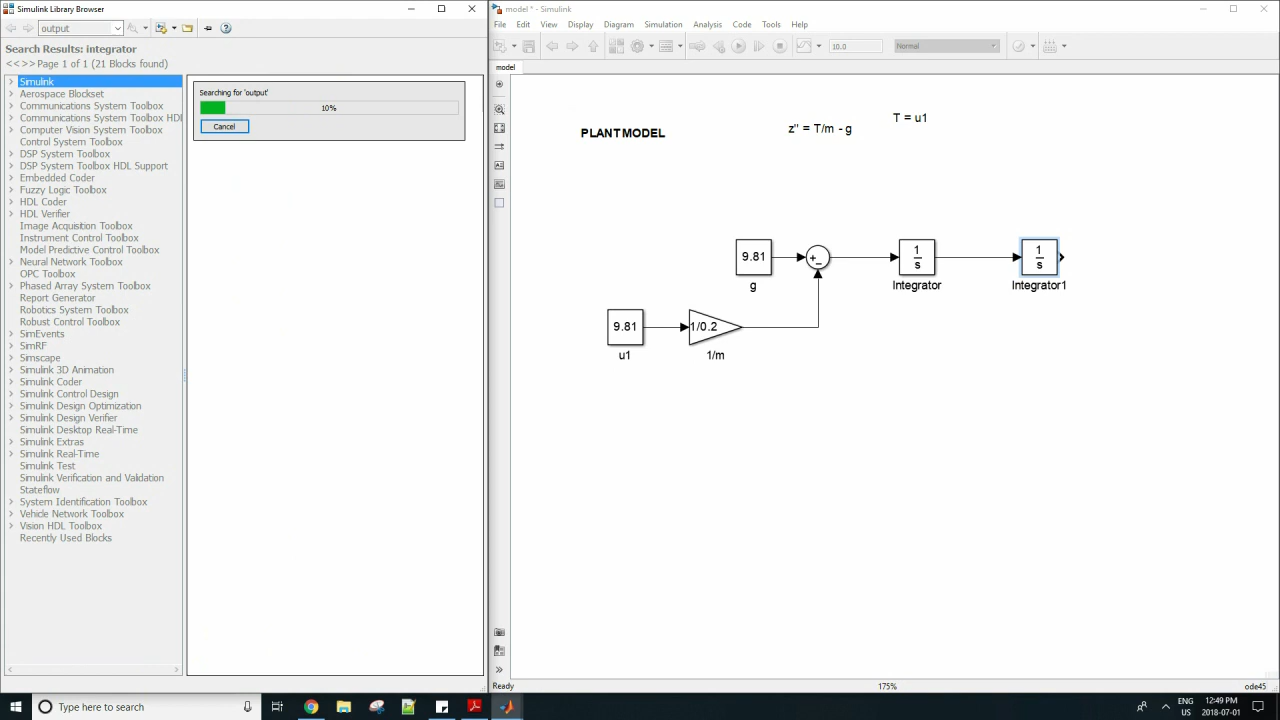 Simulink Library Browser
output
Search Results: integrator
<< >> Page 1 of 1 (21 Blocks found)
Simulink
Aerospace Blockset
Communications System Toolbox
Communications System Toolbox HDL
Computer Vision System Toolbox
Control System Toolbox
DSP System Toolbox
DSP System Toolbox HDL Support
Embedded Coder
Fuzzy Logic Toolbox
HDL Coder
HDL Verifier
Image Acquisition Toolbox
Instrument Control Toolbox
Model Predictive Control Toolbox
Neural Network Toolbox
OPC Toolbox
Phased Array System Toolbox
Report Generator
Robotics System Toolbox
Robust Control Toolbox
SimEvents
SimRF
Simscape
Simulink 3D Animation
Simulink Coder
Simulink Control Design
Simulink Design Optimization
Simulink Design Verifier
Simulink Desktop Real-Time
Simulink Extras
Simulink Real-Time
Simulink Test
Simulink Verification and Validation
Stateflow
System Identification Toolbox
Vehicle Network Toolbox
Vision HDL Toolbox
Recently Used Blocks
Searching for 'output'
10%
Cancel
model * - Simulink
File Edit View Display Diagram Simulation Analysis Code Tools Help
10.0
Normal
model
PLANT MODEL
z'' = T/m - g
T = u1
9.81
g
+
-
1
s
Integrator
1
s
Integrator1
9.81
u1
1/0.2
1/m
Ready
175%
ode45
Type here to search
ENG
US
12:49 PM
2018-07-01